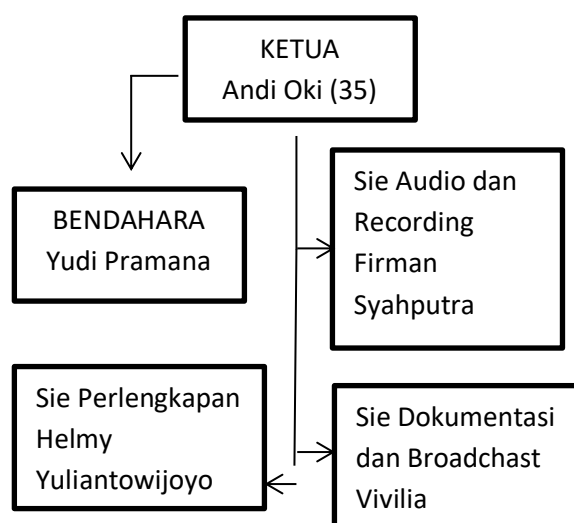 KETUA
Andi Oki (35)
BENDAHARA
Yudi Pramana
Sie Audio dan
Recording
Firman
Syahputra
Sie Perlengkapan
Helmy
Yuliantowijoyo
Sie Dokumentasi
dan Broadchast
Vivilia